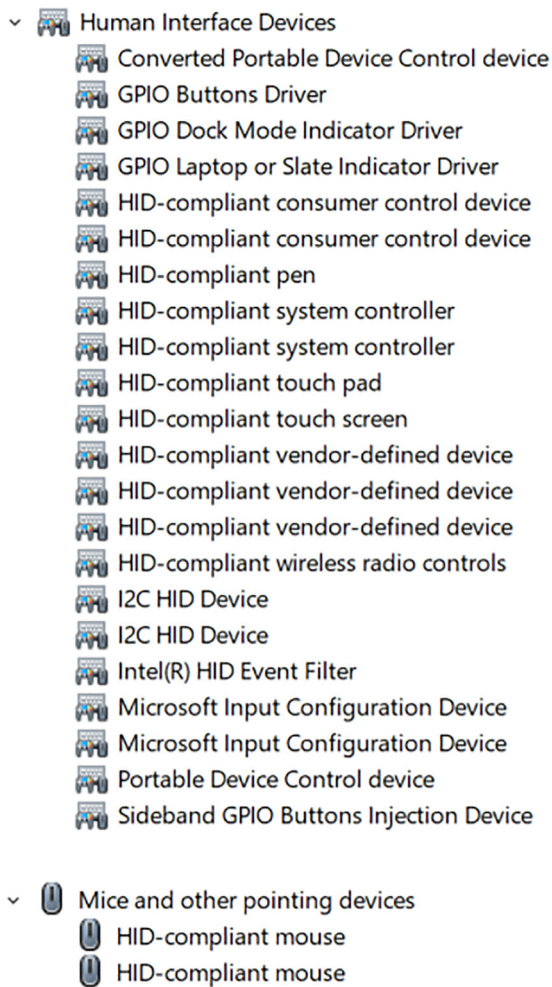 Human Interface Devices
Converted Portable Device Control device
GPIO Buttons Driver
GPIO Dock Mode Indicator Driver
GPIO Laptop or Slate Indicator Driver
HID-compliant consumer control device
HID-compliant consumer control device
HID-compliant pen
HID-compliant system controller
HID-compliant system controller
HID-compliant touch pad
HID-compliant touch screen
HID-compliant vendor-defined device
HID-compliant vendor-defined device
HID-compliant vendor-defined device
HID-compliant wireless radio controls
I2C HID Device
I2C HID Device
Intel(R) HID Event Filter
Microsoft Input Configuration Device
Microsoft Input Configuration Device
Portable Device Control device
Sideband GPIO Buttons Injection Device
Mice and other pointing devices
HID-compliant mouse
HID-compliant mouse